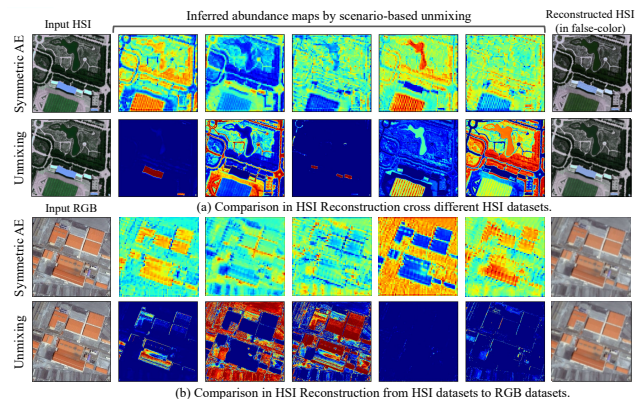 Input HSI
Inferred abundance maps by scenario-based unmixing
Reconstructed HSI
(in false-color)
Symmetric AE
Unmixing
(a) Comparison in HSI Reconstruction cross different HSI datasets.
Input RGB
Symmetric AE
Unmixing
(b) Comparison in HSI Reconstruction from HSI datasets to RGB datasets.